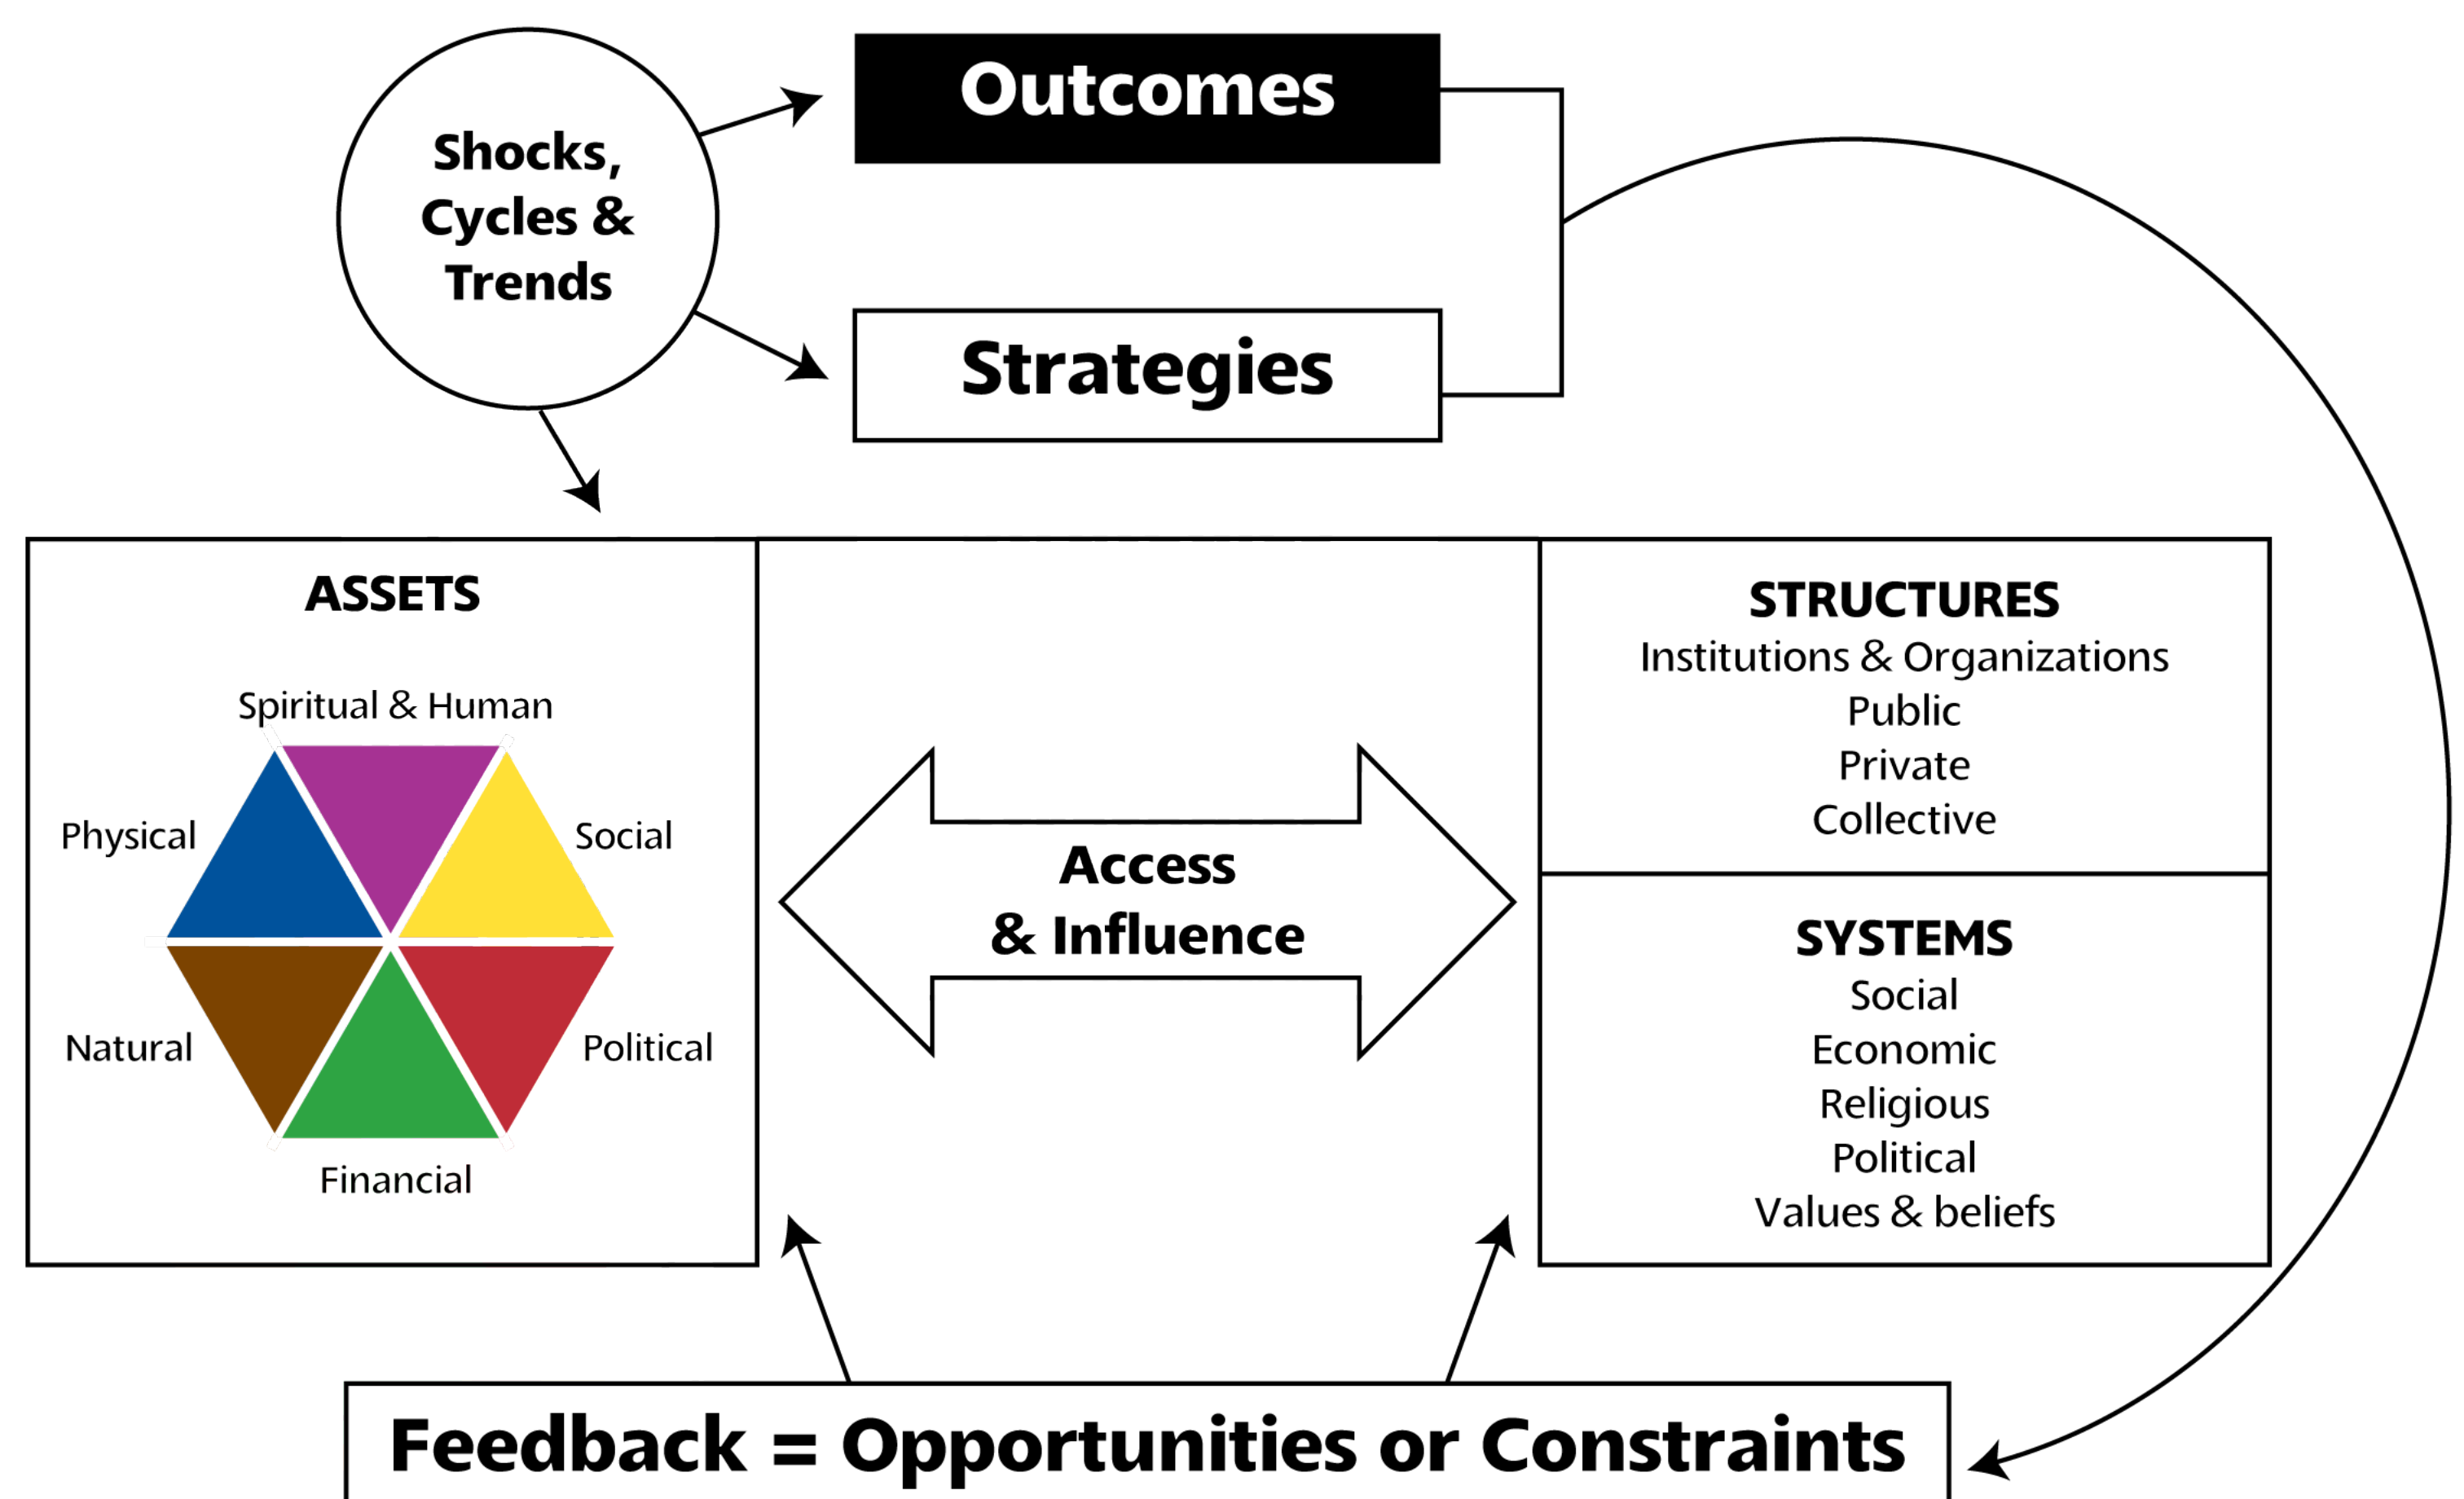 Outcomes
Shocks,
Cycles &
Trends
Strategies
ASSETS
Spiritual & Human
Physical
Social
Natural
Political
Financial
Access
& Influence
STRUCTURES
Institutions & Organizations
Public
Private
Collective
SYSTEMS
Social
Economic
Religious
Political
Values & beliefs
Feedback = Opportunities or Constraints